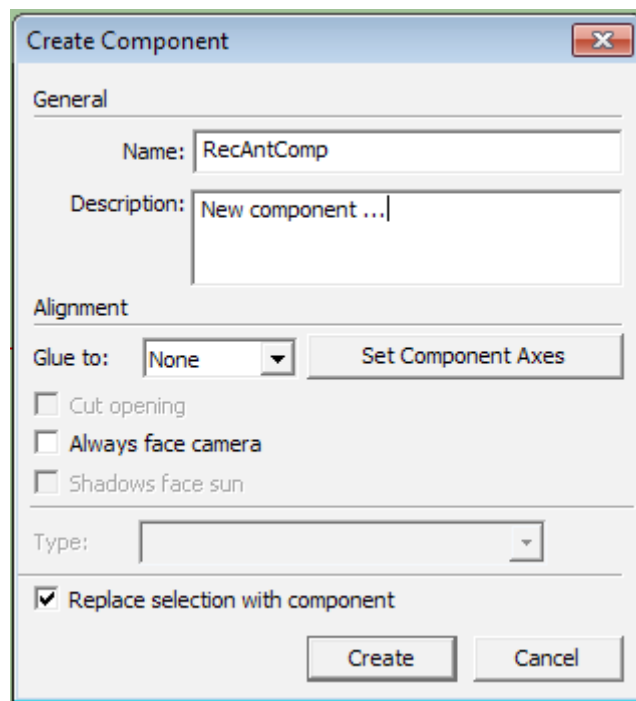 Create Component
General
Name: RecAntComp
Description: New component ...
Alignment
Glue to: None Set Component Axes
Cut opening
Always face camera
Shadows face sun
Type:
Replace selection with component
Create Cancel